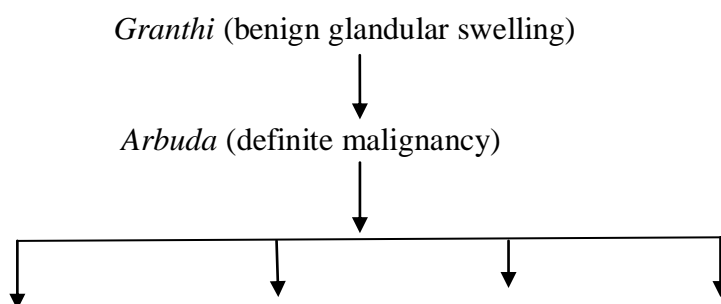 Granthi (benign glandular swelling)
Arbuda (definite malignancy)